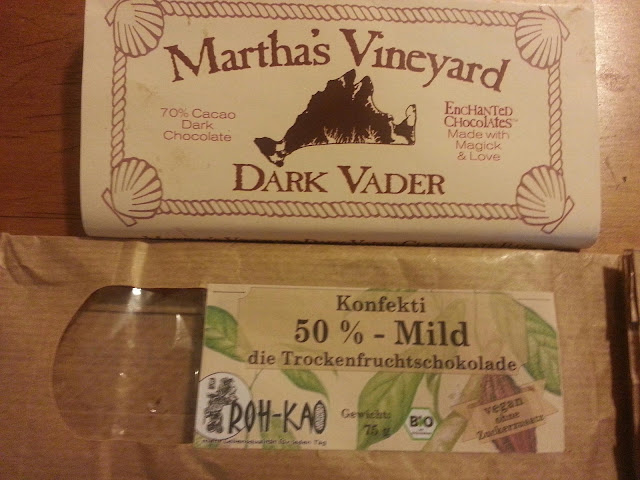 Martha's Vineyard
70% Cacao
Dark
Chocolate
Enchanted
Chocolates™
Made with
Magick
& Love
Dark Vader
Konfekti
50 % - Mild
die Trockenfruchtschokolade
ROH-KAO
Gewicht:
75 g
BIO
vegan
ohne
Zuckerzusatz